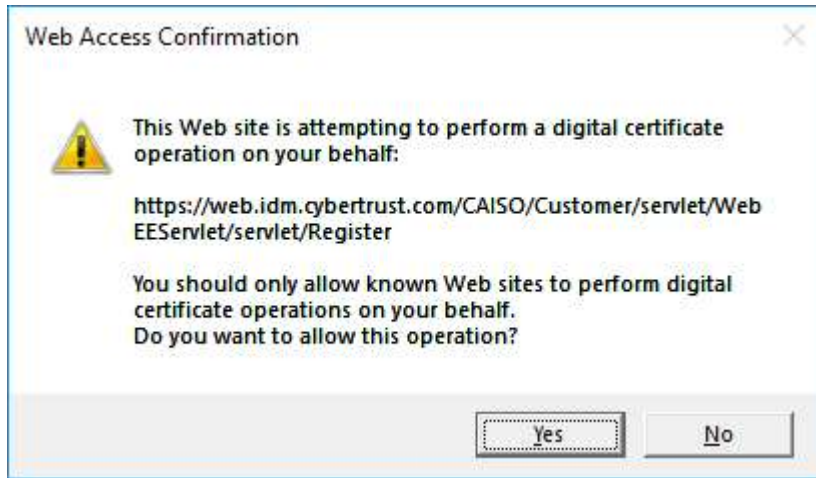 Web Access Confirmation
This Web site is attempting to perform a digital certificate
operation on your behalf:
https://web.idm.cybertrust.com/CAISO/Customer/servlet/Web
EEServlet/servlet/Register
You should only allow known Web sites to perform digital
certificate operations on your behalf.
Do you want to allow this operation?
Yes
No